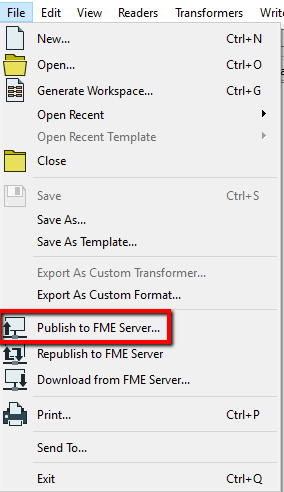 File Edit View Readers Transformers Write
New... Ctrl+N
Open... Ctrl+O
Generate Workspace... Ctrl+G
Open Recent
Open Recent Template
Close
Save Ctrl+S
Save As...
Save As Template...
Export As Custom Transformer...
Export As Custom Format...
Publish to FME Server...
Republish to FME Server
Download from FME Server...
Print... Ctrl+P
Send To...
Exit Ctrl+Q